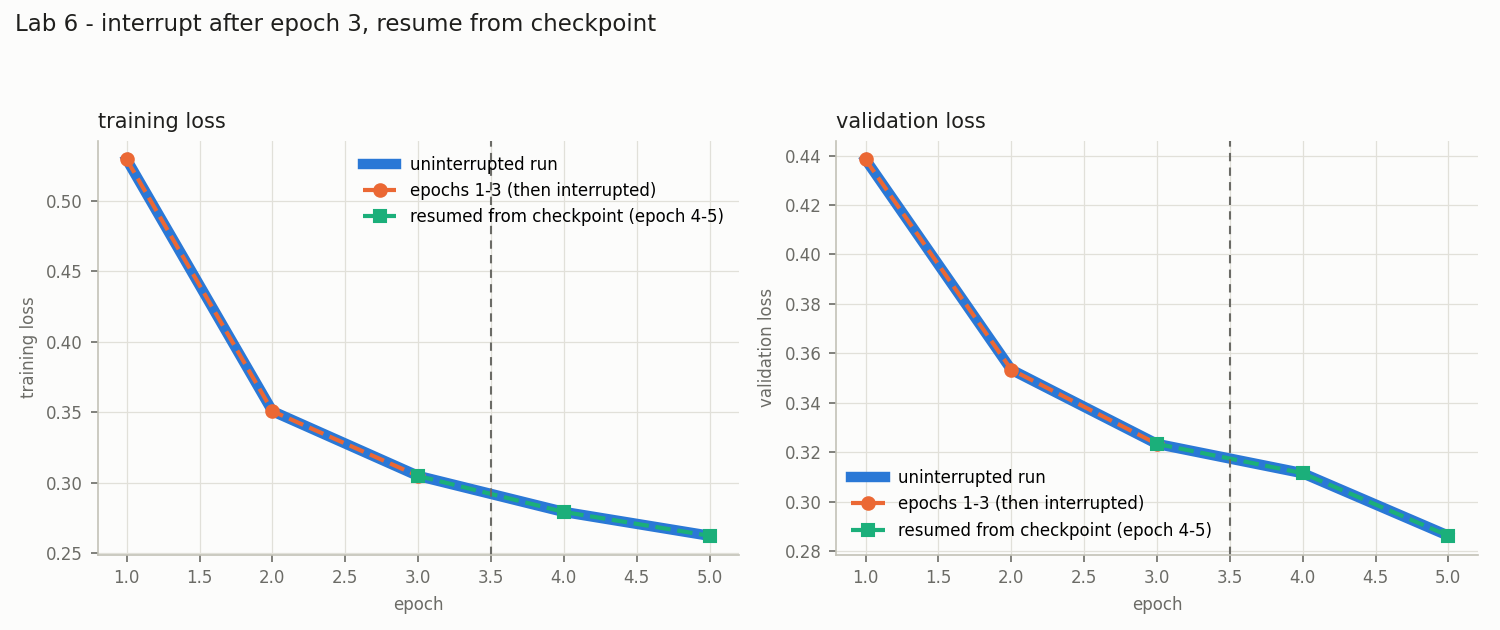 Lab 6 - interrupt after epoch 3, resume from checkpoint
training loss
uninterrupted run
epochs 1-3 (then interrupted)
resumed from checkpoint (epoch 4-5)
training loss
0.50
0.45
0.40
0.35
0.30
0.25
1.0 1.5 2.0 2.5 3.0 3.5 4.0 4.5 5.0
epoch
validation loss
validation loss
0.44
0.42
0.40
0.38
0.36
0.34
0.32
0.30
0.28
uninterrupted run
epochs 1-3 (then interrupted)
resumed from checkpoint (epoch 4-5)
1.0 1.5 2.0 2.5 3.0 3.5 4.0 4.5 5.0
epoch